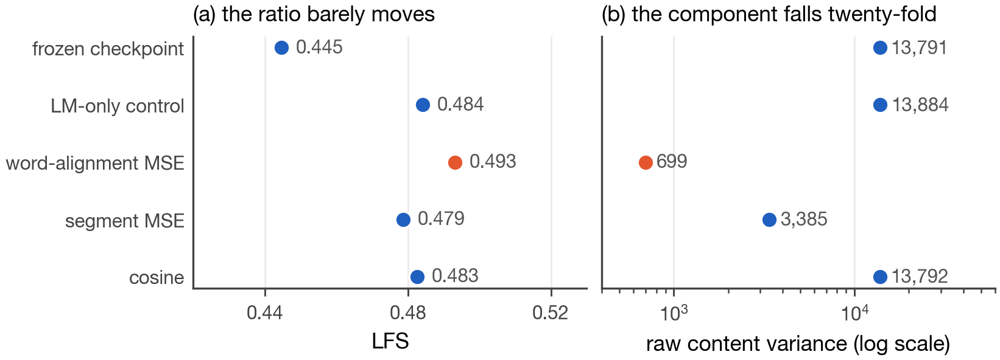 (a) the ratio barely moves
frozen checkpoint
0.445
LM-only control
0.484
word-alignment MSE
0.493
segment MSE
0.479
cosine
0.483
0.44
0.48
0.52
LFS
(b) the component falls twenty-fold
13,791
13,884
699
3,385
13,792
10³
10⁴
raw content variance (log scale)